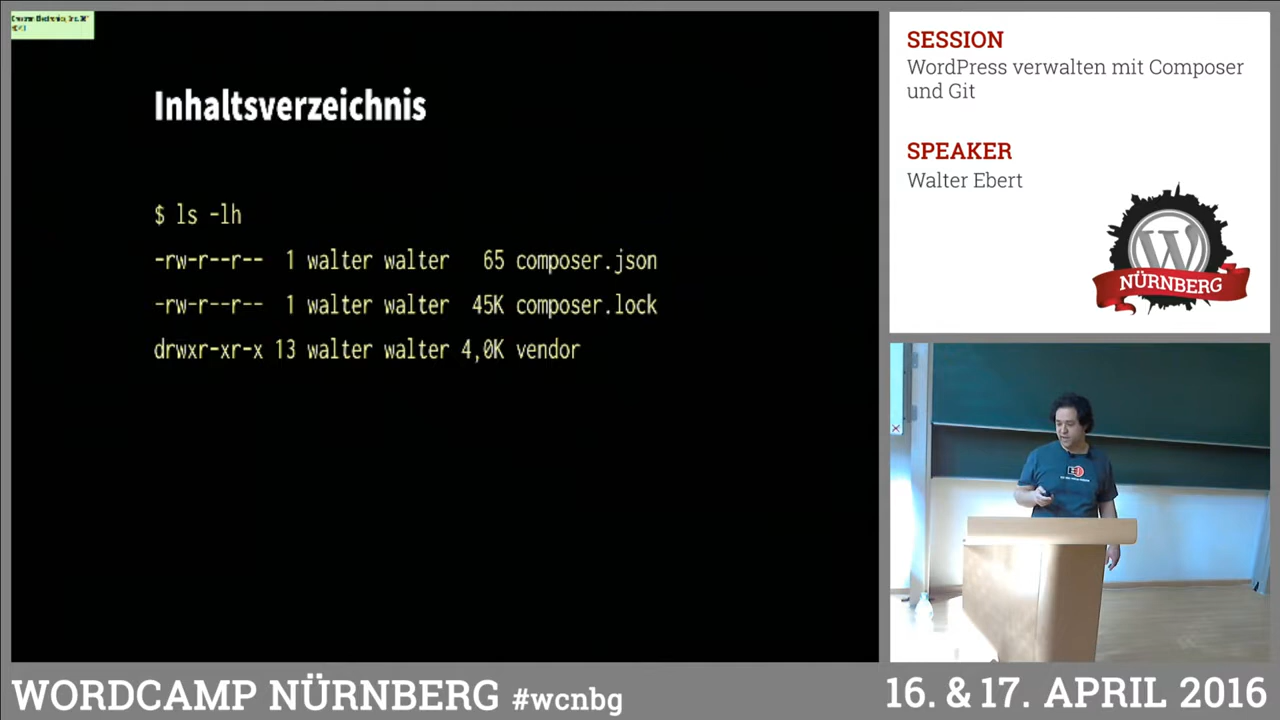 Inhaltsverzeichnis
$ ls -lh
-rw-r--r-- 1 walter walter 65 composer.json
-rw-r--r-- 1 walter walter 45K composer.lock
drwxr-xr-x 13 walter walter 4,0K vendor
SESSION
WordPress verwalten mit Composer
und Git
SPEAKER
Walter Ebert
NÜRNBERG
WORDCAMP NÜRNBERG #wcnbg
16. & 17. APRIL 2016